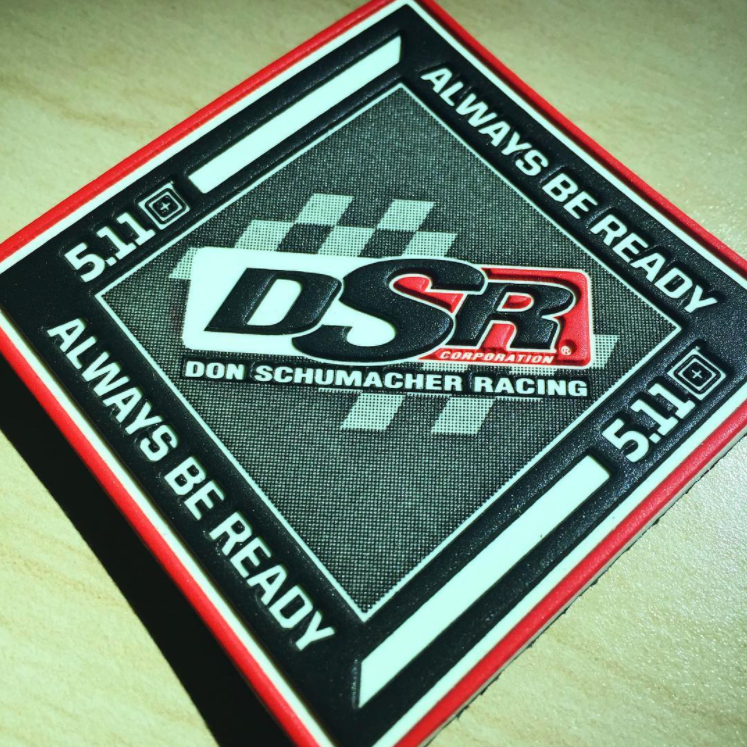 ALWAYS BE READY
5.11
DSR
CORPORATION®
DON SCHUMACHER RACING
5.11
ALWAYS BE READY